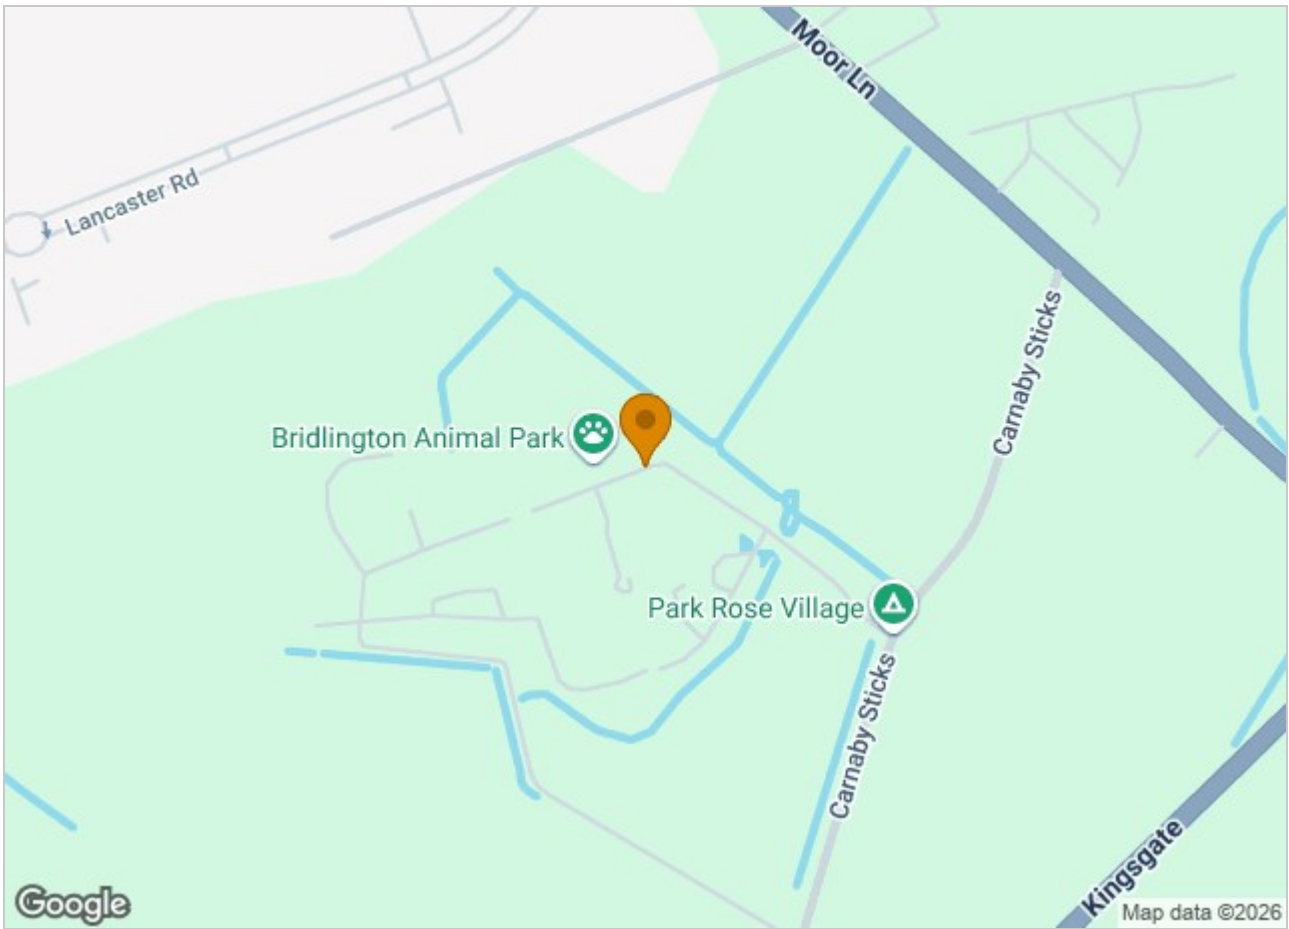 Moor Ln
Lancaster Rd
Carnaby Sticks
Bridlington Animal Park
Park Rose Village
Carnaby Sticks
Kingsgate
Google
Map data ©2026